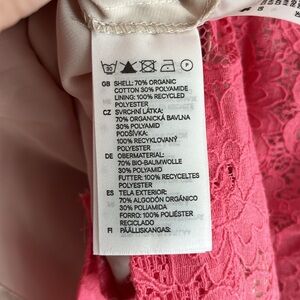 30
P
GB SHELL: 70% ORGANIC
COTTON 30% POLYAMIDE
LINING: 100% RECYCLED
POLYESTER
CZ SVRCHNÍ LÁTKA:
70% ORGANICKÁ BAVLNA
30% POLYAMID
PODŠÍVKA:
100% RECYKLOVANÝ
POLYESTER
DE OBERMATERIAL:
70% BIO-BAUMWOLLE
30% POLYAMID
FUTTER: 100% RECYCELTES
POLYESTER
ES TELA EXTERIOR:
70% ALGODÓN ORGÁNICO
30% POLIAMIDA
FORRO: 100% POLIÉSTER
RECICLADO
FI PÄÄLLISKANGAS: